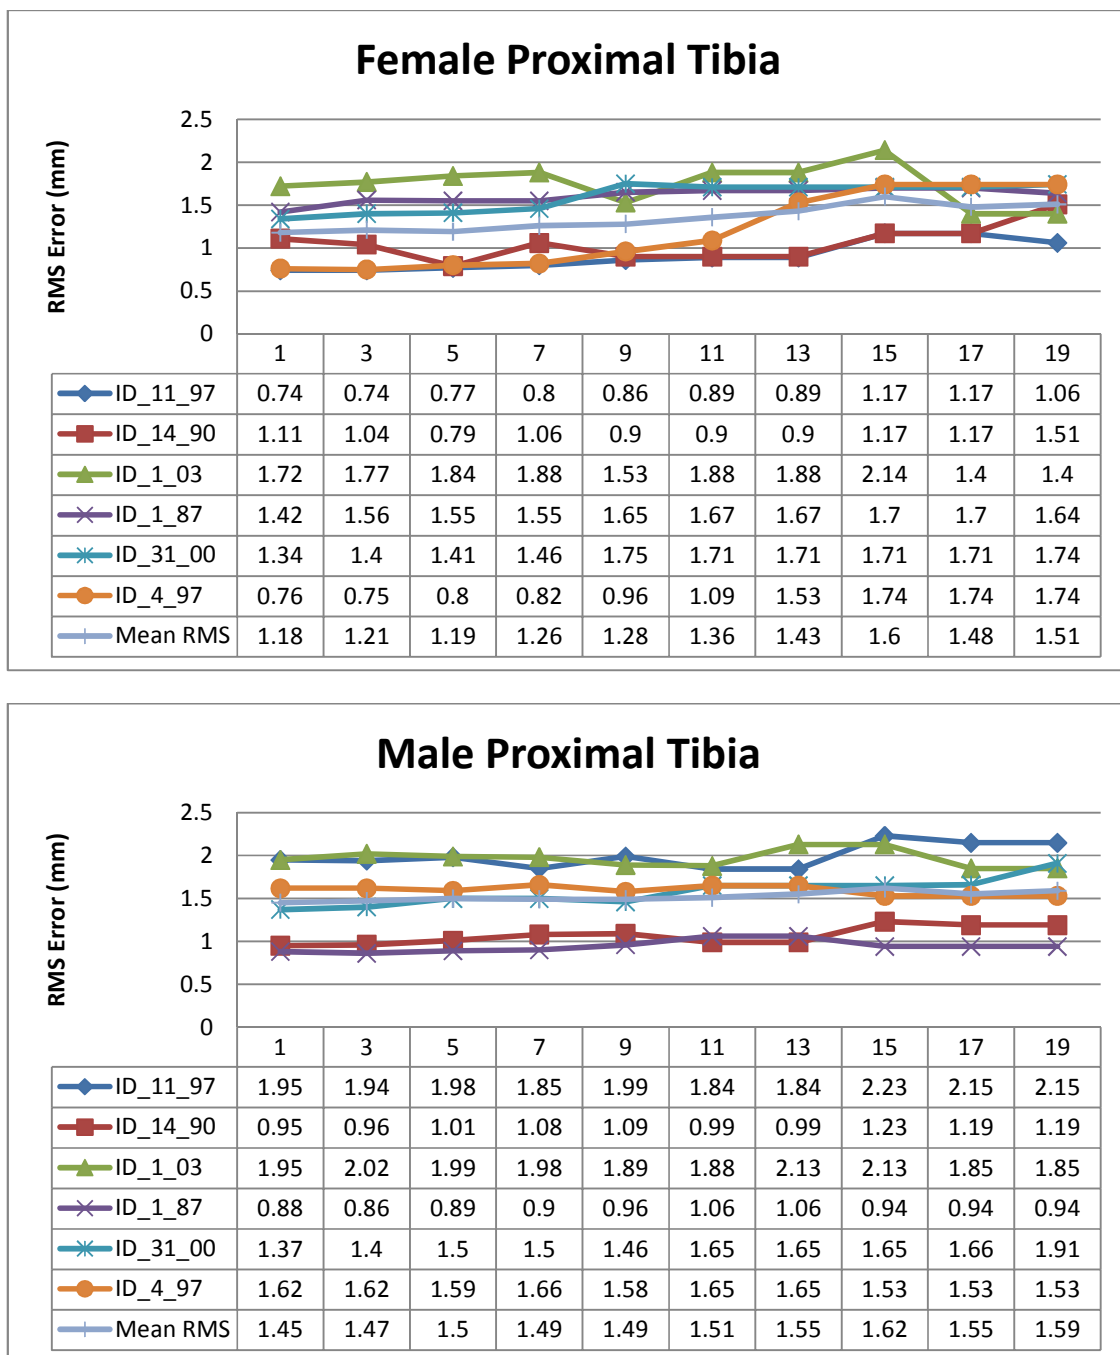 Female Proximal Tibia
RMS Error (mm)
2.5
2
1.5
1
0.5
0
1 3 5 7 9 11 13 15 17 19
ID_11_97 0.74 0.74 0.77 0.8 0.86 0.89 0.89 1.17 1.17 1.06
ID_14_90 1.11 1.04 0.79 1.06 0.9 0.9 0.9 1.17 1.17 1.51
ID_1_03 1.72 1.77 1.84 1.88 1.53 1.88 1.88 2.14 1.4 1.4
ID_1_87 1.42 1.56 1.55 1.55 1.65 1.67 1.67 1.7 1.7 1.64
ID_31_00 1.34 1.4 1.41 1.46 1.75 1.71 1.71 1.71 1.71 1.74
ID_4_97 0.76 0.75 0.8 0.82 0.96 1.09 1.53 1.74 1.74 1.74
Mean RMS 1.18 1.21 1.19 1.26 1.28 1.36 1.43 1.6 1.48 1.51
Male Proximal Tibia
RMS Error (mm)
2.5
2
1.5
1
0.5
0
1 3 5 7 9 11 13 15 17 19
ID_11_97 1.95 1.94 1.98 1.85 1.99 1.84 1.84 2.23 2.15 2.15
ID_14_90 0.95 0.96 1.01 1.08 1.09 0.99 0.99 1.23 1.19 1.19
ID_1_03 1.95 2.02 1.99 1.98 1.89 1.88 2.13 2.13 1.85 1.85
ID_1_87 0.88 0.86 0.89 0.9 0.96 1.06 1.06 0.94 0.94 0.94
ID_31_00 1.37 1.4 1.5 1.5 1.46 1.65 1.65 1.65 1.66 1.91
ID_4_97 1.62 1.62 1.59 1.66 1.58 1.65 1.65 1.53 1.53 1.53
Mean RMS 1.45 1.47 1.5 1.49 1.49 1.51 1.55 1.62 1.55 1.59